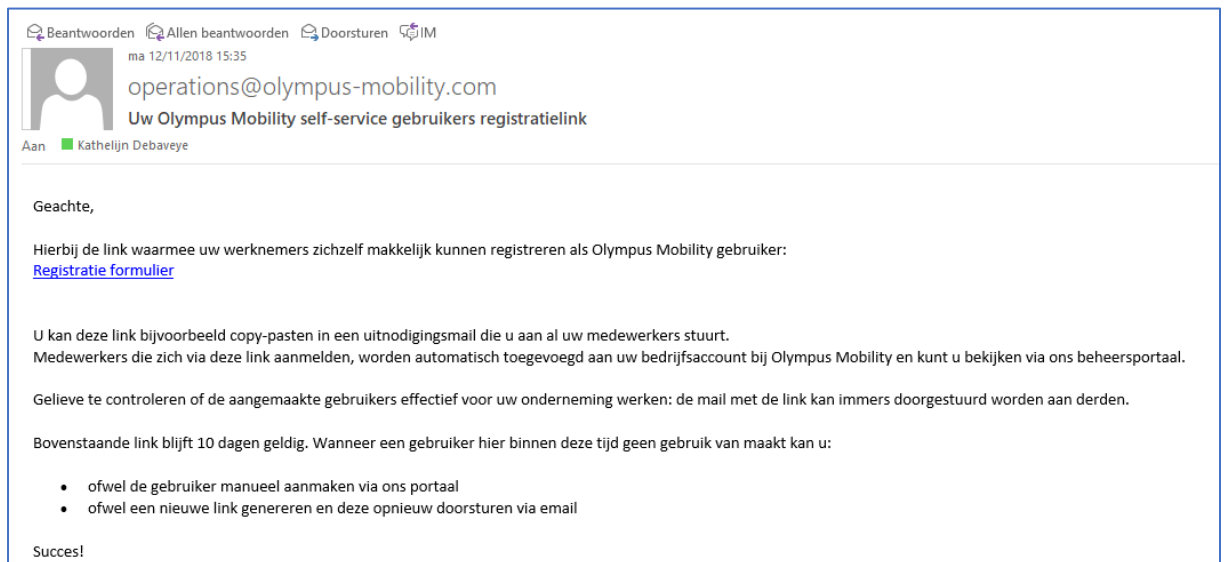 Beantwoorden Allen beantwoorden Doorsturen IM
ma 12/11/2018 15:35
operations@olympus-mobility.com
Uw Olympus Mobility self-service gebruikers registratielink
Aan Kathelijn Debaveye
Geachte,
Hierbij de link waarmee uw werknemers zichzelf makkelijk kunnen registreren als Olympus Mobility gebruiker:
Registratie formulier
U kan deze link bijvoorbeeld copy-pasten in een uitnodigingsmail die u aan al uw medewerkers stuurt.
Medewerkers die zich via deze link aanmelden, worden automatisch toegevoegd aan uw bedrijfsaccount bij Olympus Mobility en kunt u bekijken via ons beheersportaal.
Gelieve te controleren of de aangemaakte gebruikers effectief voor uw onderneming werken: de mail met de link kan immers doorgestuurd worden aan derden.
Bovenstaande link blijft 10 dagen geldig. Wanneer een gebruiker hier binnen deze tijd geen gebruik van maakt kan u:
• ofwel de gebruiker manueel aanmaken via ons portaal
• ofwel een nieuwe link genereren en deze opnieuw doorsturen via email
Succes!